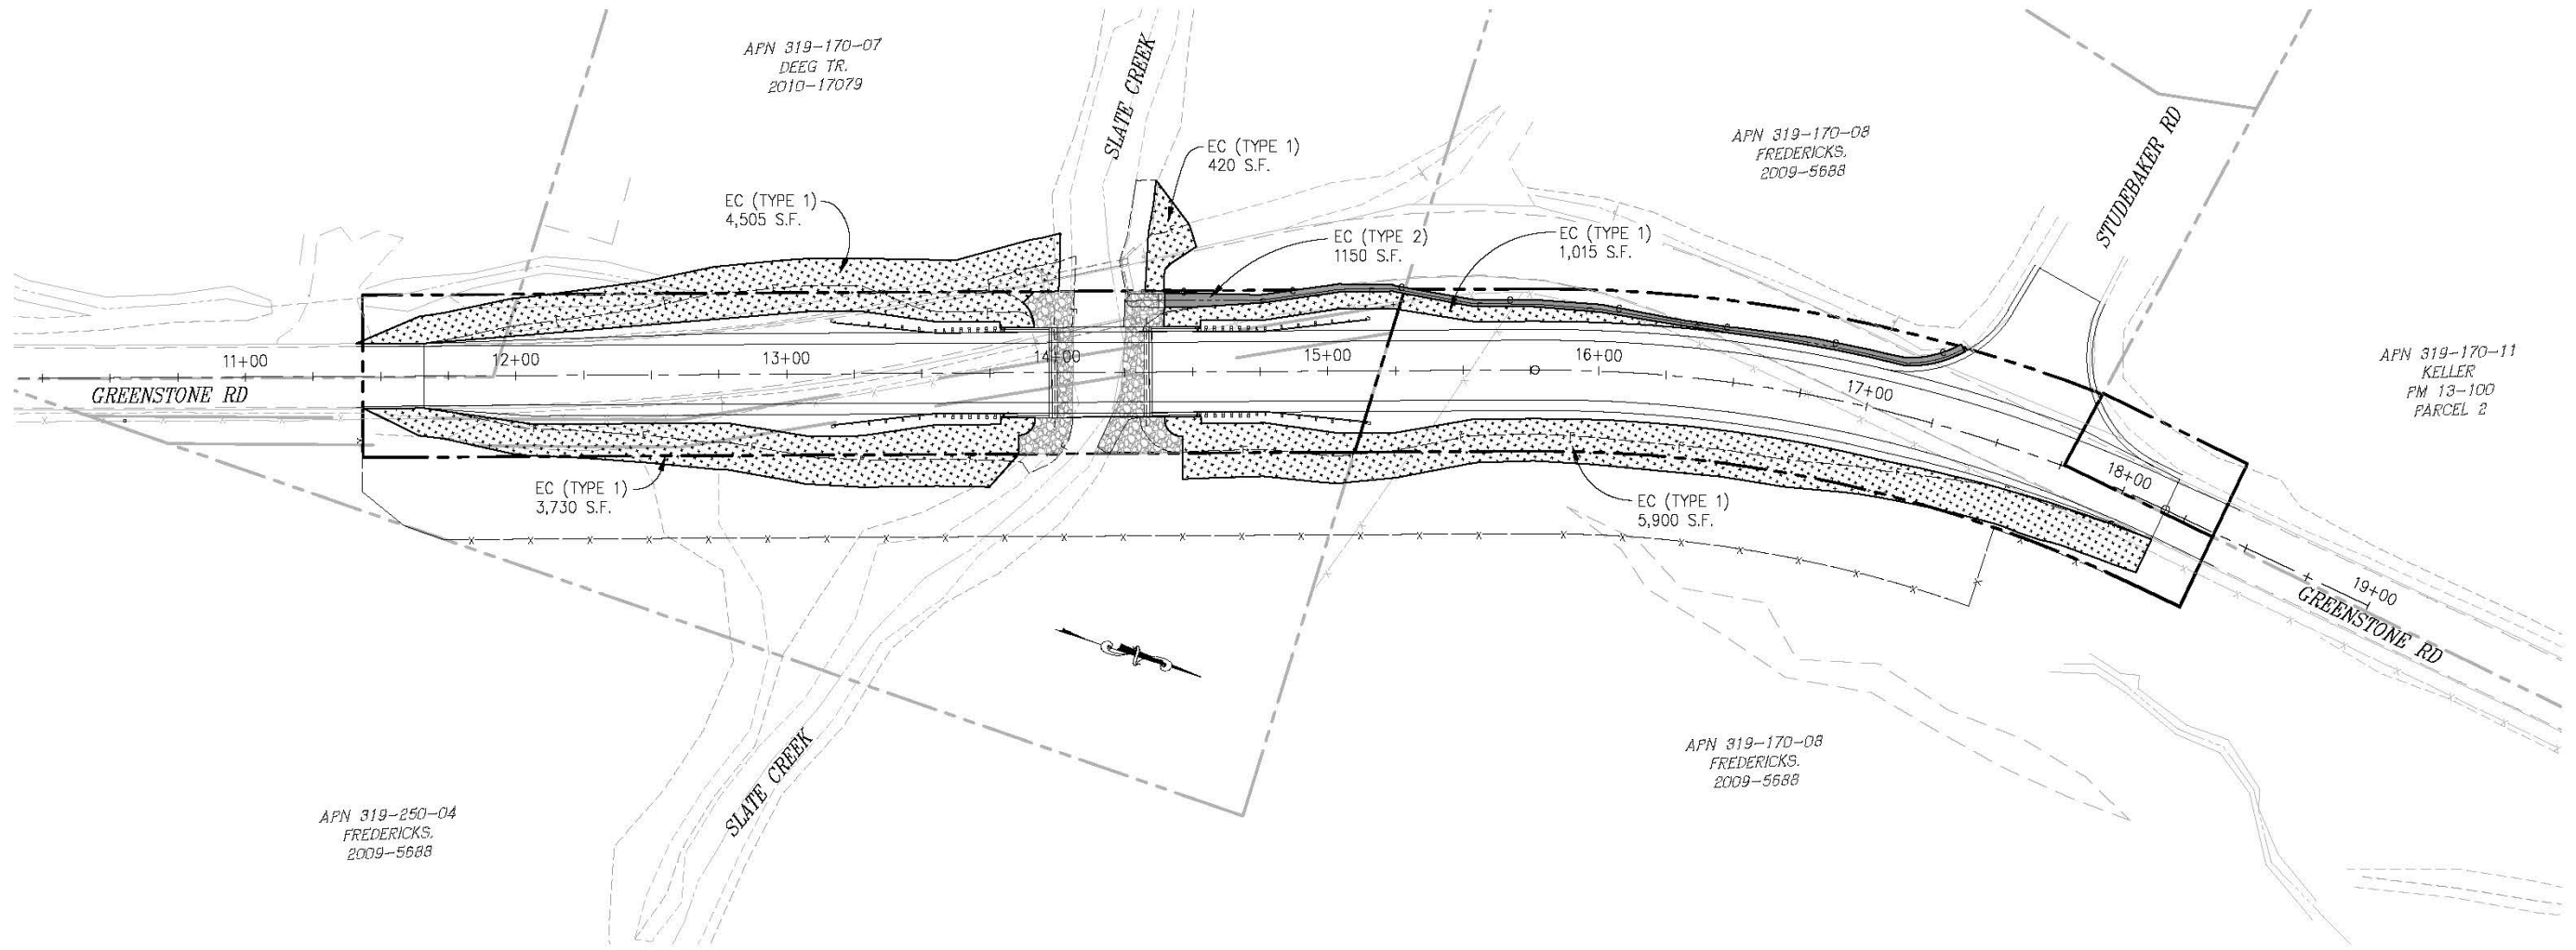 APN 319-170-07
DEEG TR.
2010-17079
SLATE CREEK
EC (TYPE 1)
420 S.F.
APN 319-170-08
FREDERICKS.
2009-5688
STUDEBAKER RD
EC (TYPE 1)
4,505 S.F.
EC (TYPE 2)
1150 S.F.
EC (TYPE 1)
1,015 S.F.
APN 319-170-11
KELLER
PM 13-100
PARCEL 2
11+00
12+00
13+00
14+00
15+00
16+00
17+00
18+00
19+00
GREENSTONE RD
EC (TYPE 1)
3,730 S.F.
EC (TYPE 1)
5,900 S.F.
GREENSTONE RD
SLATE CREEK
APN 319-170-08
FREDERICKS.
2009-5688
APN 319-250-04
FREDERICKS.
2009-5688